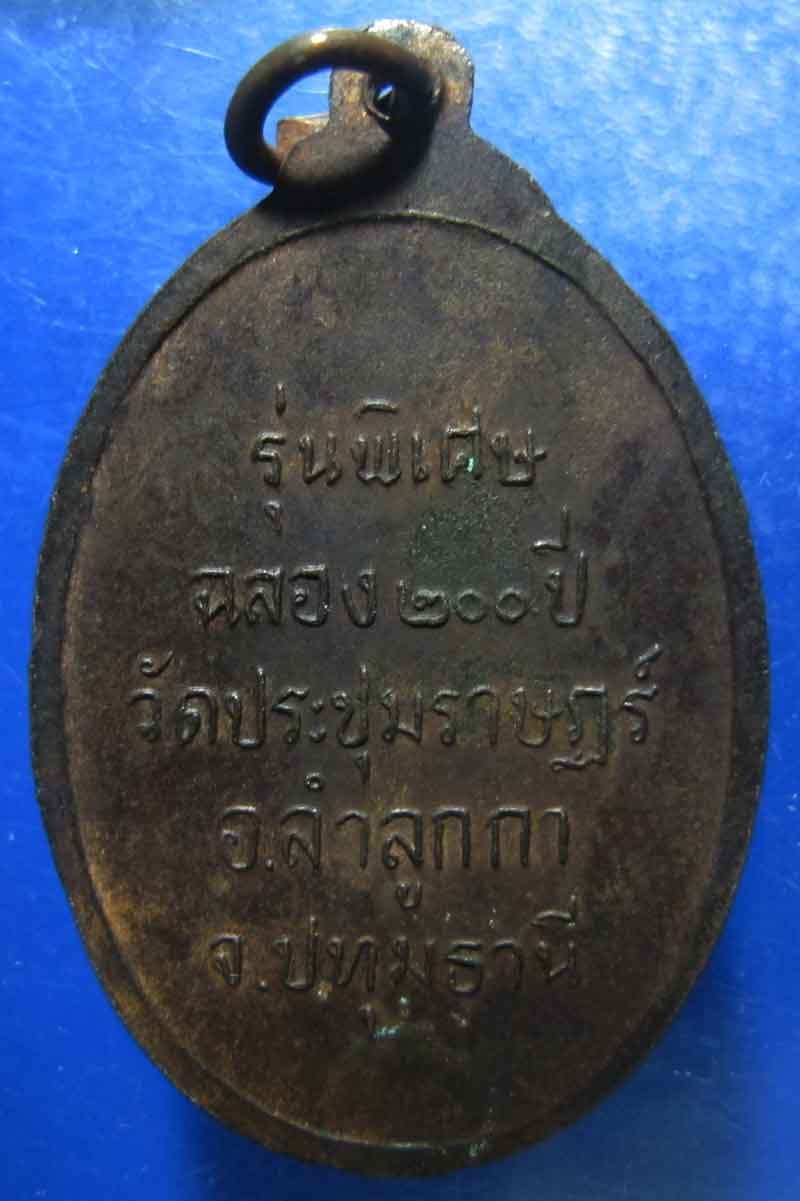 รุ่นพิเศษ
ฉลอง ๒๐๐ ปี
วัดประชุมราษฏร์
จ.ลำลูกกา
จ.ปทุมธานี